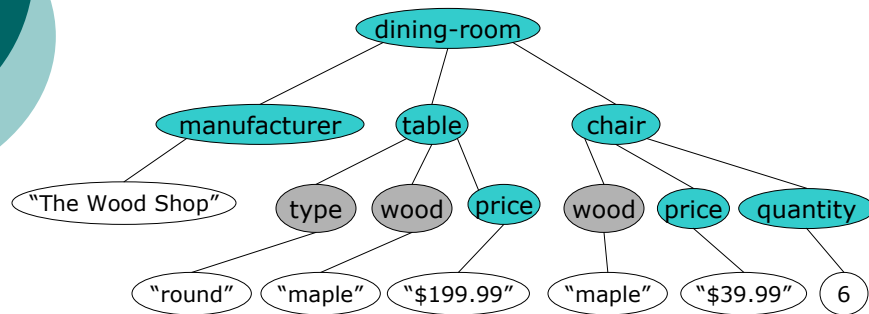 dining-room
manufacturer table chair
“The Wood Shop” type wood price wood price quantity
“round” “maple” “$199.99” “maple” “$39.99” 6